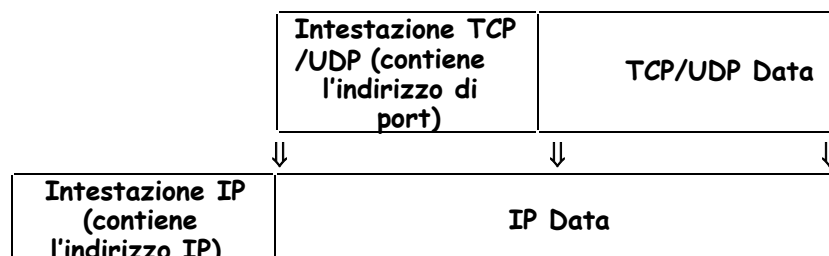 Intestazione TCP
/UDP (contiene
l'indirizzo di
port)
TCP/UDP Data
⇓ ⇓ ⇓
Intestazione IP
(contiene
l'indirizzo IP)
IP Data